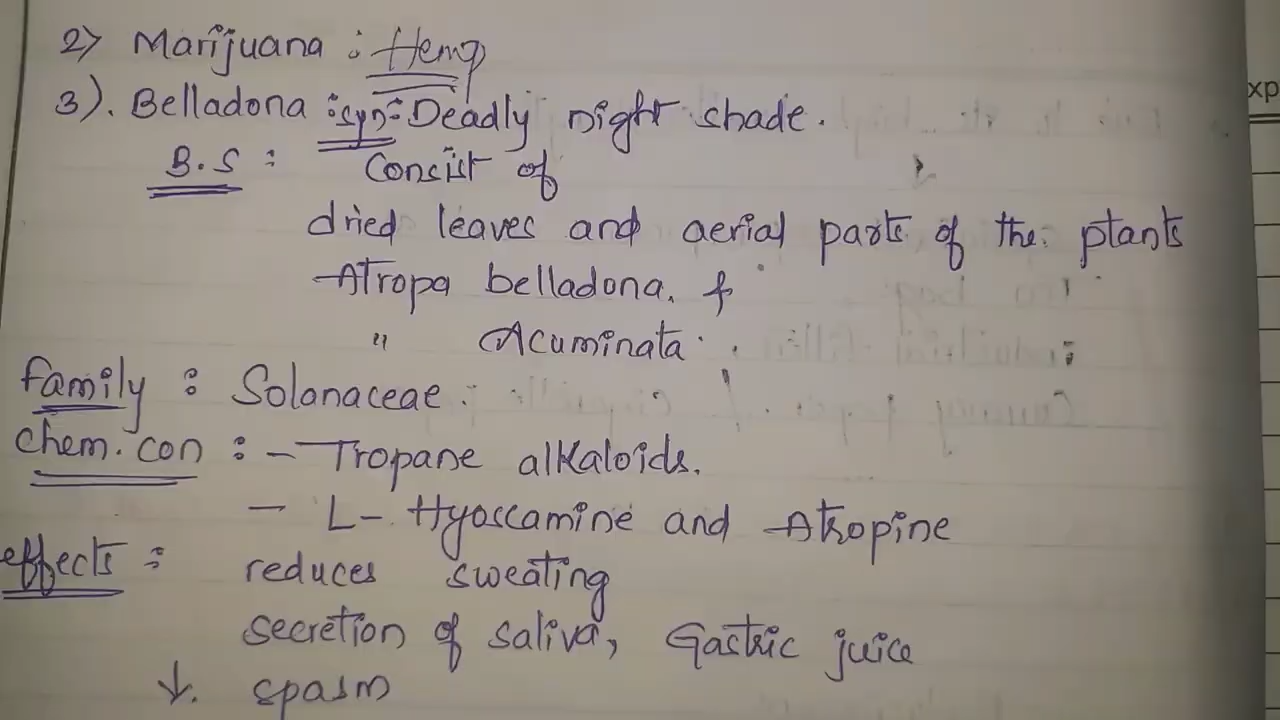 2) Marijuana : Hemp
3). Belladona :syn:- Deadly night shade.
B.S : Consist of
dried leaves and aerial parts of the plants
Atropa belladona. &
" Acuminata.
family : Solanaceae.
chem. con : - Tropane alkaloids.
- L- Hyoscamine and Atropine
effects : reduces sweating
secretion of saliva, Gastric juice
↓. spasm
xp